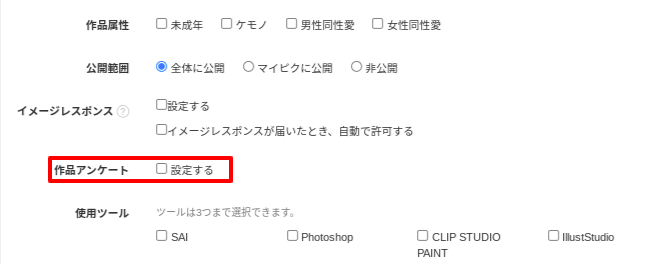 作品属性 未成年 ケモノ 男性同性愛 女性同性愛
公開範囲 全体に公開 マイピクに公開 非公開
イメージレスポンス ? 設定する
イメージレスポンスが届いたとき、自動で許可する
作品アンケート 設定する
使用ツール ツールは3つまで選択できます。
SAI Photoshop CLIP STUDIO PAINT IllustStudio